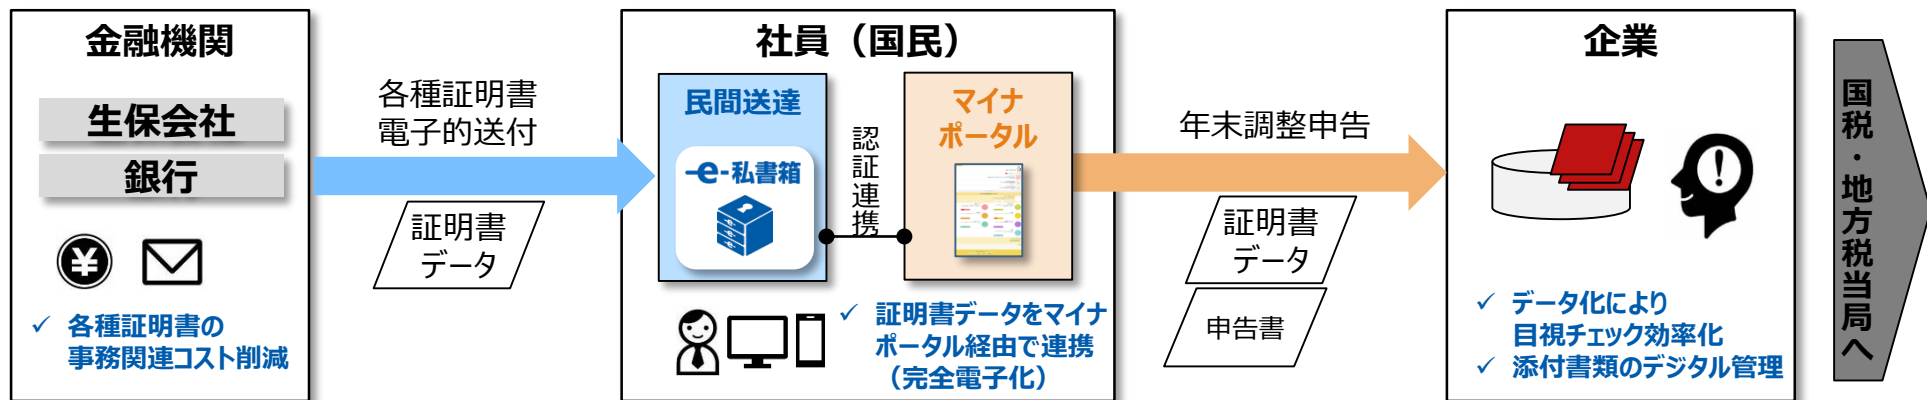 金融機関
生保会社
銀行
¥
✓ 各種証明書の
事務関連コスト削減
各種証明書
電子的送付
証明書
データ
社員（国民）
民間送達
-e-私書箱
-e-
-e-
認証連携
マイナ
ポータル
✓ 証明書データをマイナ
ポータル経由で連携
（完全電子化）
年末調整申告
証明書
データ
申告書
企業
!
✓ データ化により
目視チェック効率化
✓ 添付書類のデジタル管理
国税・地方税当局へ